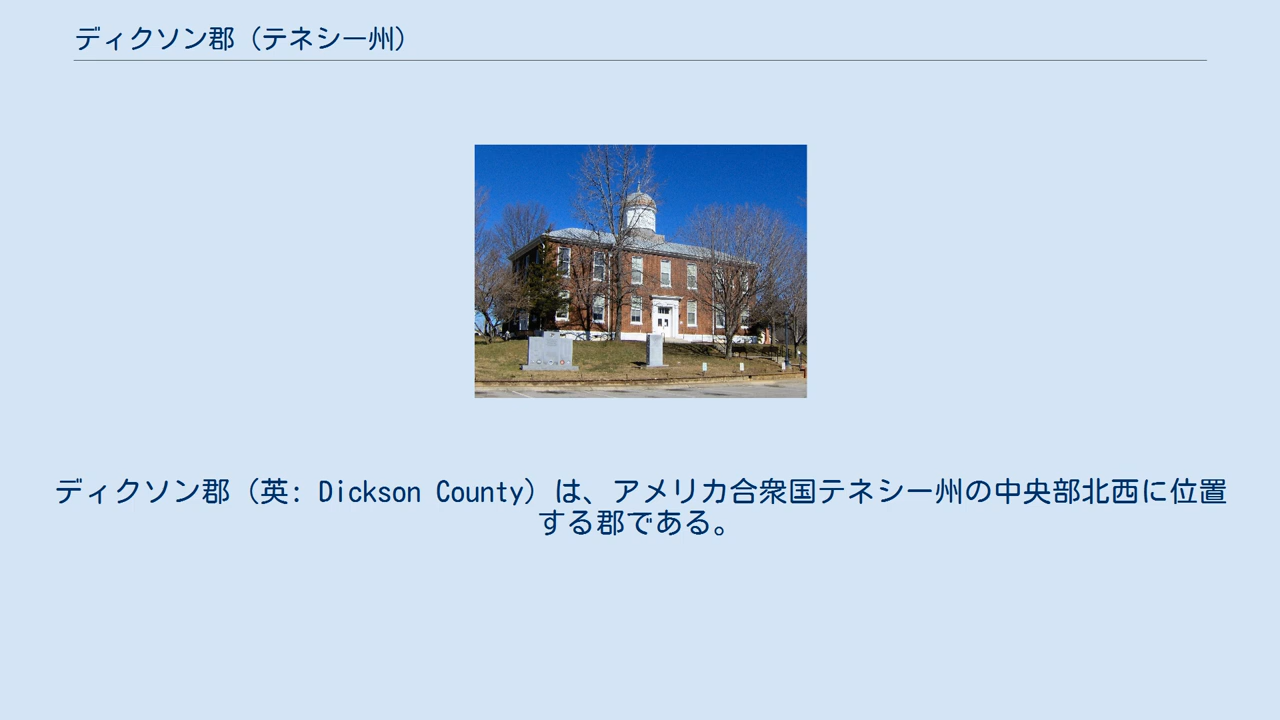 ディクソン郡（テネシー州）
ディクソン郡（英: Dickson County）は、アメリカ合衆国テネシー州の中央部北西に位置
する郡である。